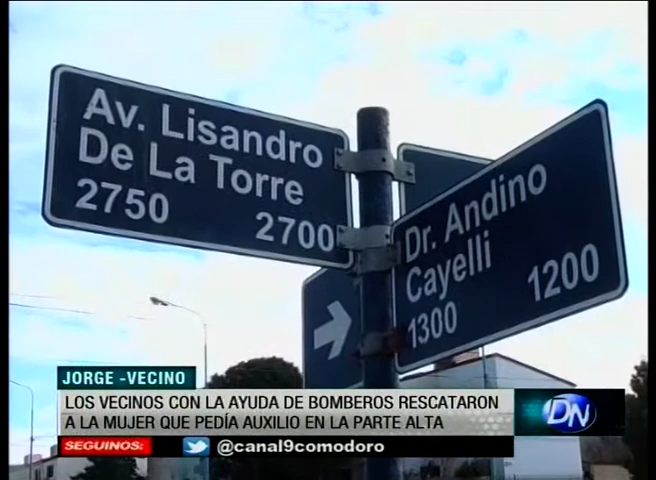 Av. Lisandro
De La Torre
2750 2700
Dr. Andino
Cayelli
1300 1200
JORGE -VECINO
LOS VECINOS CON LA AYUDA DE BOMBEROS RESCATARON
A LA MUJER QUE PEDÍA AUXILIO EN LA PARTE ALTA
DN
SEGUINOS: @canal9comodoro